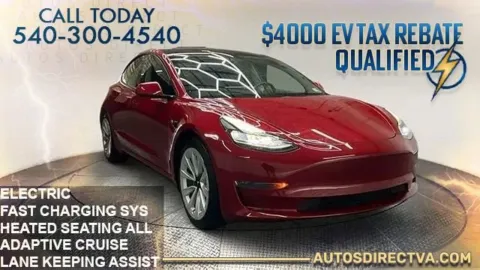 CALL TODAY
540-300-4540
$4000 EV TAX REBATE
QUALIFIED
ELECTRIC
FAST CHARGING SYS
HEATED SEATING ALL
ADAPTIVE CRUISE
LANE KEEPING ASSIST
AUTOSDIRECTVA.COM